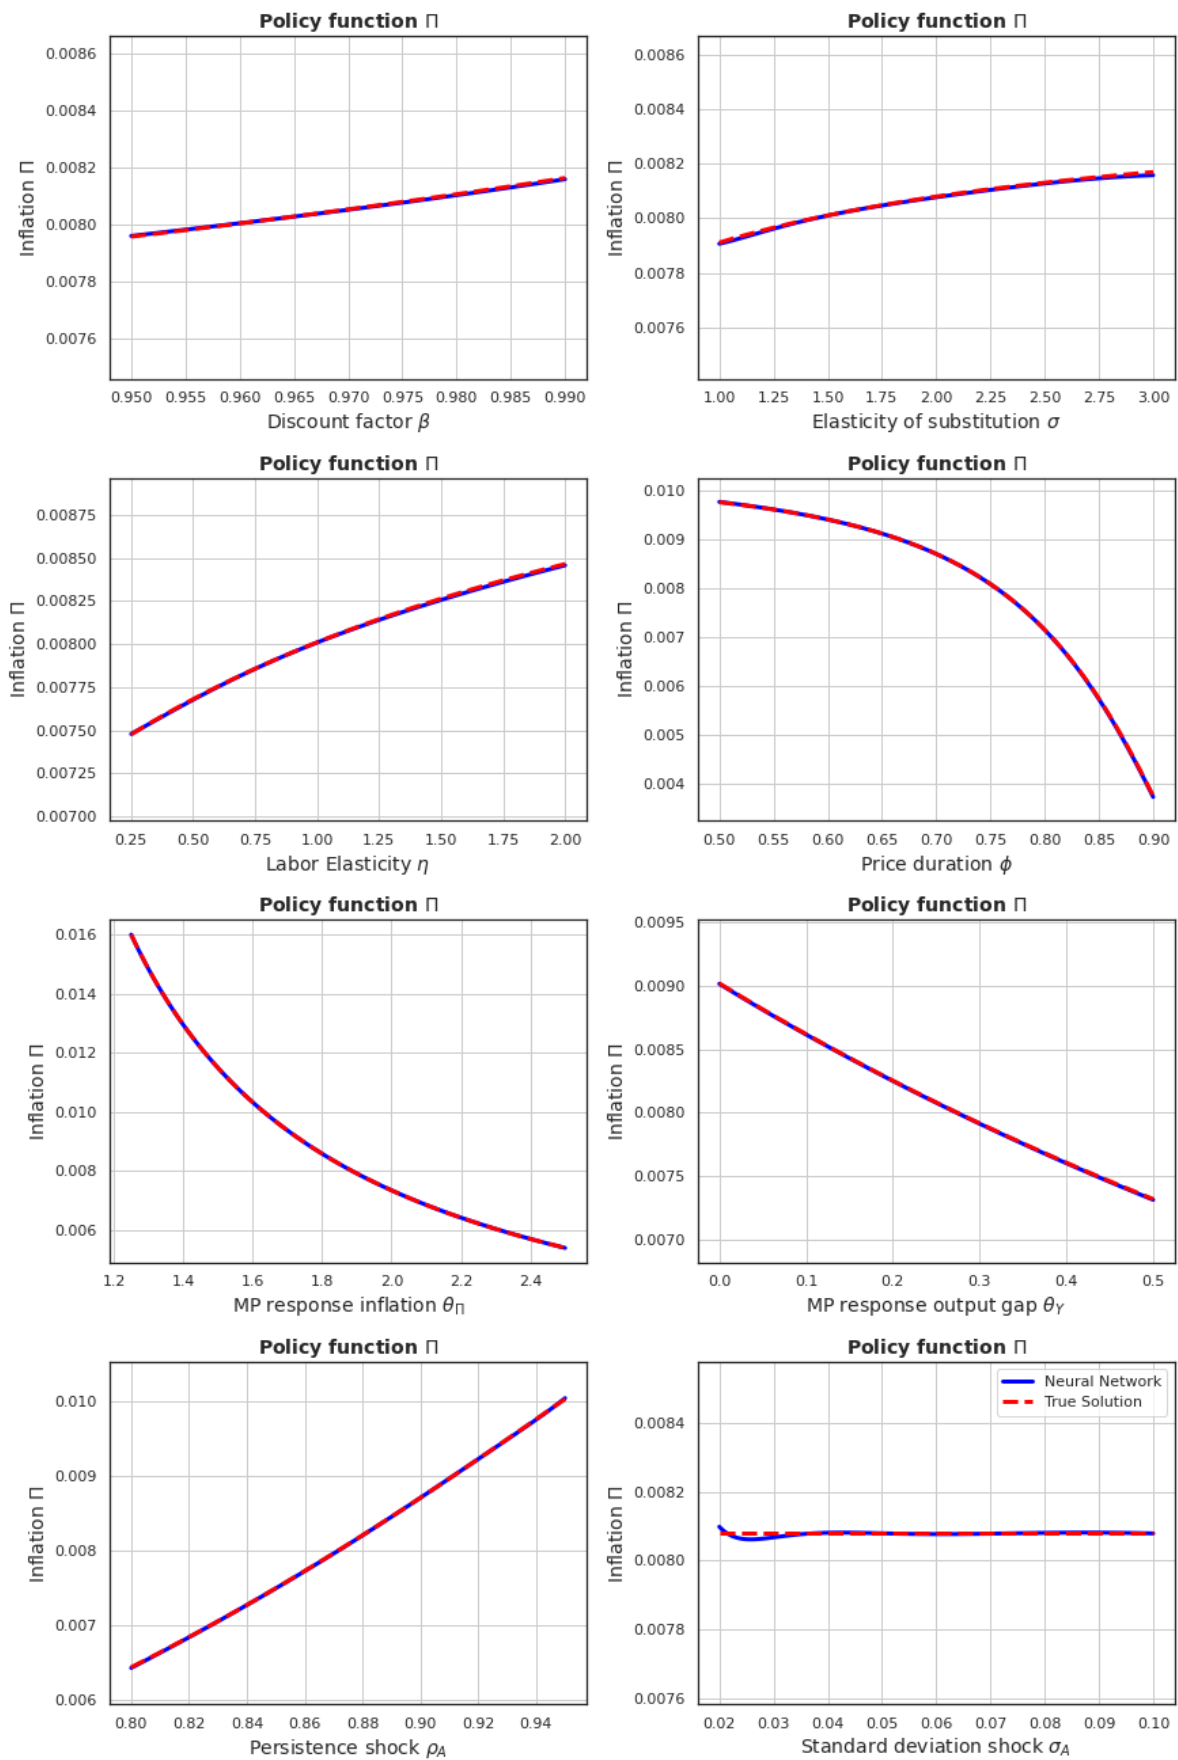 Policy function Π
Inflation Π
0.0086
0.0084
0.0082
0.0080
0.0078
0.0076
0.950 0.955 0.960 0.965 0.970 0.975 0.980 0.985 0.990
Discount factor β
Policy function Π
Inflation Π
0.0086
0.0084
0.0082
0.0080
0.0078
0.0076
1.00 1.25 1.50 1.75 2.00 2.25 2.50 2.75 3.00
Elasticity of substitution σ
Policy function Π
Inflation Π
0.00875
0.00850
0.00825
0.00800
0.00775
0.00750
0.00725
0.00700
0.25 0.50 0.75 1.00 1.25 1.50 1.75 2.00
Labor Elasticity η
Policy function Π
Inflation Π
0.010
0.009
0.008
0.007
0.006
0.005
0.004
0.50 0.55 0.60 0.65 0.70 0.75 0.80 0.85 0.90
Price duration ϕ
Policy function Π
Inflation Π
0.016
0.014
0.012
0.010
0.008
0.006
1.2 1.4 1.6 1.8 2.0 2.2 2.4
MP response inflation θ_Π
Policy function Π
Inflation Π
0.0095
0.0090
0.0085
0.0080
0.0075
0.0070
0.0 0.1 0.2 0.3 0.4 0.5
MP response output gap θ_Y
Policy function Π
Inflation Π
0.010
0.009
0.008
0.007
0.006
0.80 0.82 0.84 0.86 0.88 0.90 0.92 0.94
Persistence shock ρ_A
Policy function Π
Neural Network
True Solution
Inflation Π
0.0084
0.0082
0.0080
0.0078
0.0076
0.02 0.03 0.04 0.05 0.06 0.07 0.08 0.09 0.10
Standard deviation shock σ_A